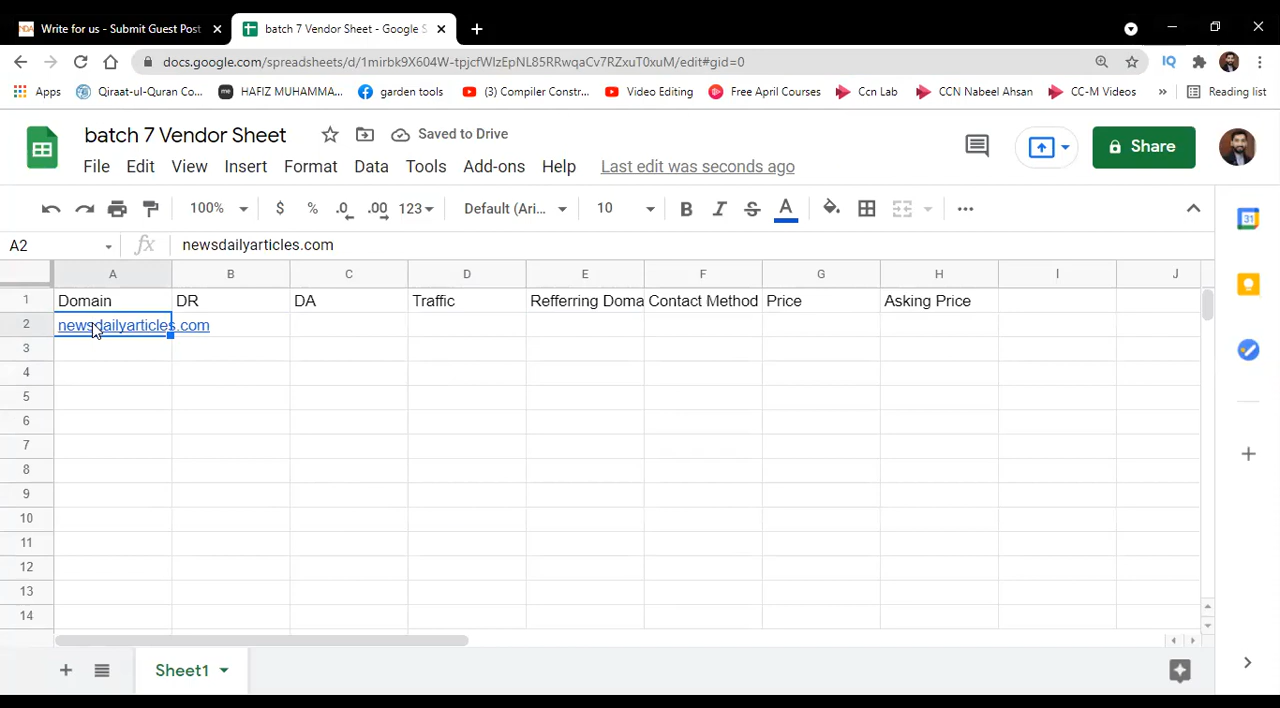 Write for us - Submit Guest Post
batch 7 Vendor Sheet - Google S
docs.google.com/spreadsheets/d/1mirbk9X604W-tpjcfWIzEpNL85RRwqaCv7RZxuT0xuM/edit#gid=0
IQ
Apps
Qiraat-ul-Quran Co...
HAFIZ MUHAMMA...
garden tools
(3) Compiler Constr...
Video Editing
Free April Courses
Ccn Lab
CCN Nabeel Ahsan
CC-M Videos
»
Reading list
batch 7 Vendor Sheet
Saved to Drive
File Edit View Insert Format Data Tools Add-ons Help Last edit was seconds ago
Share
100% $ % .0 .00 123 Default (Ari... 10 B I S A
31
A2 fx newsdailyarticles.com
A B C D E F G H I J
1 Domain DR DA Traffic Refferring Doma Contact Method Price Asking Price
2 newsdailyarticles.com
3
4
5
6
7
8
9
10
11
12
13
14
Sheet1